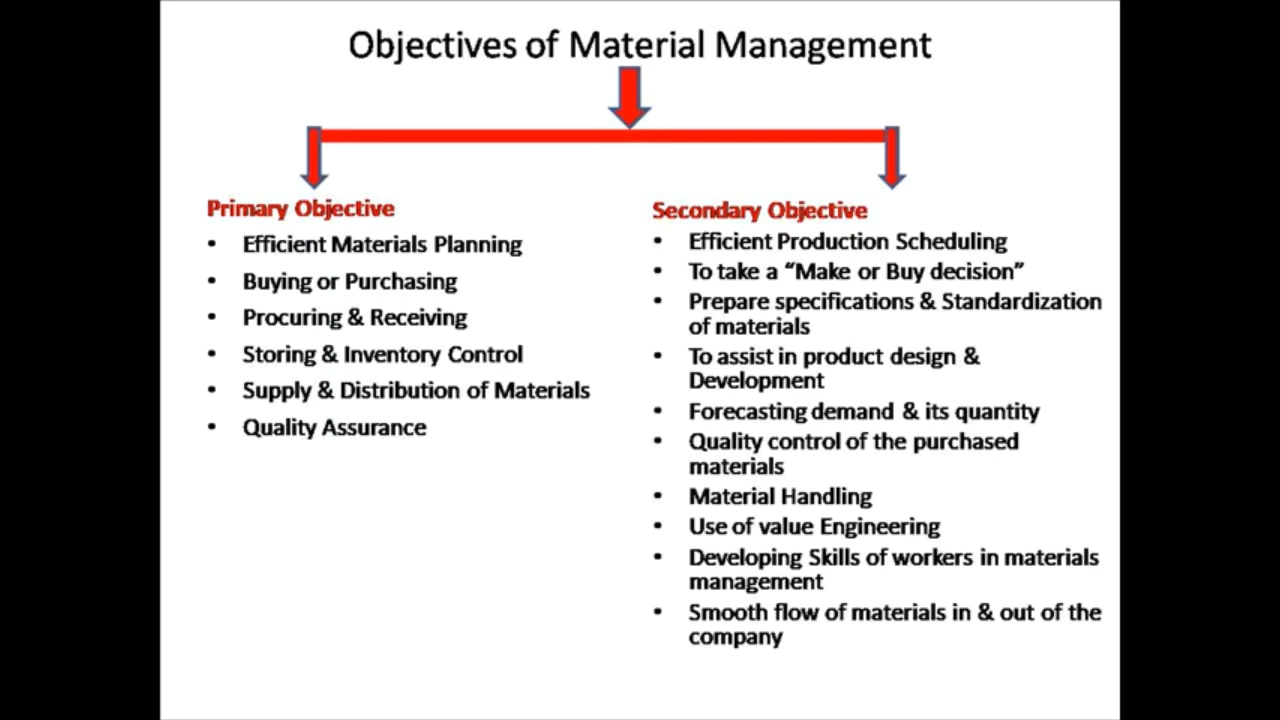 Objectives of Material Management
Primary Objective
• Efficient Materials Planning
• Buying or Purchasing
• Procuring & Receiving
• Storing & Inventory Control
• Supply & Distribution of Materials
• Quality Assurance
Secondary Objective
• Efficient Production Scheduling
• To take a “Make or Buy decision”
• Prepare specifications & Standardization
of materials
• To assist in product design &
Development
• Forecasting demand & its quantity
• Quality control of the purchased
materials
• Material Handling
• Use of value Engineering
• Developing Skills of workers in materials
management
• Smooth flow of materials in & out of the
company